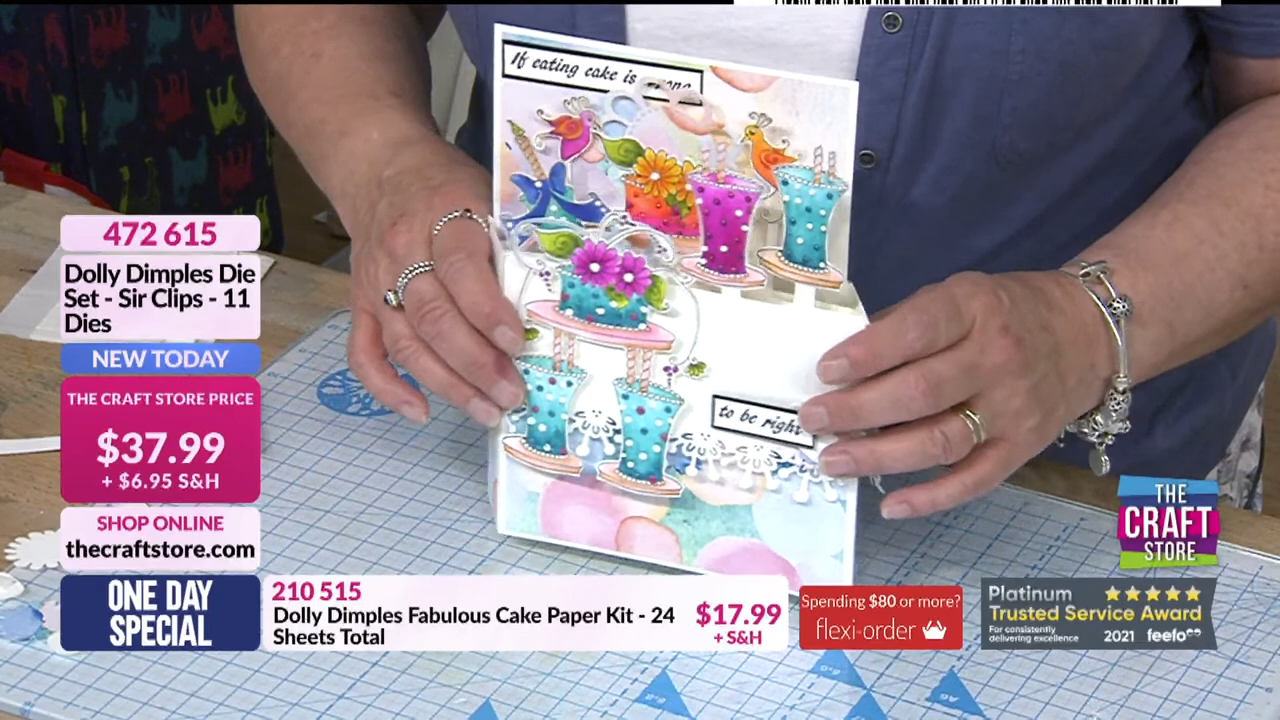 If eating cake is wrong
to be right
472 615
Dolly Dimples Die
Set - Sir Clips - 11
Dies
NEW TODAY
THE CRAFT STORE PRICE
$37.99
+ $6.95 S&H
SHOP ONLINE
thecraftstore.com
ONE DAY
SPECIAL
210 515
Dolly Dimples Fabulous Cake Paper Kit - 24
Sheets Total
$17.99
+ S&H
Spending $80 or more?
flexi-order
THE
CRAFT
STORE
Platinum
Trusted Service Award
For consistently
delivering excellence
2021 feefo